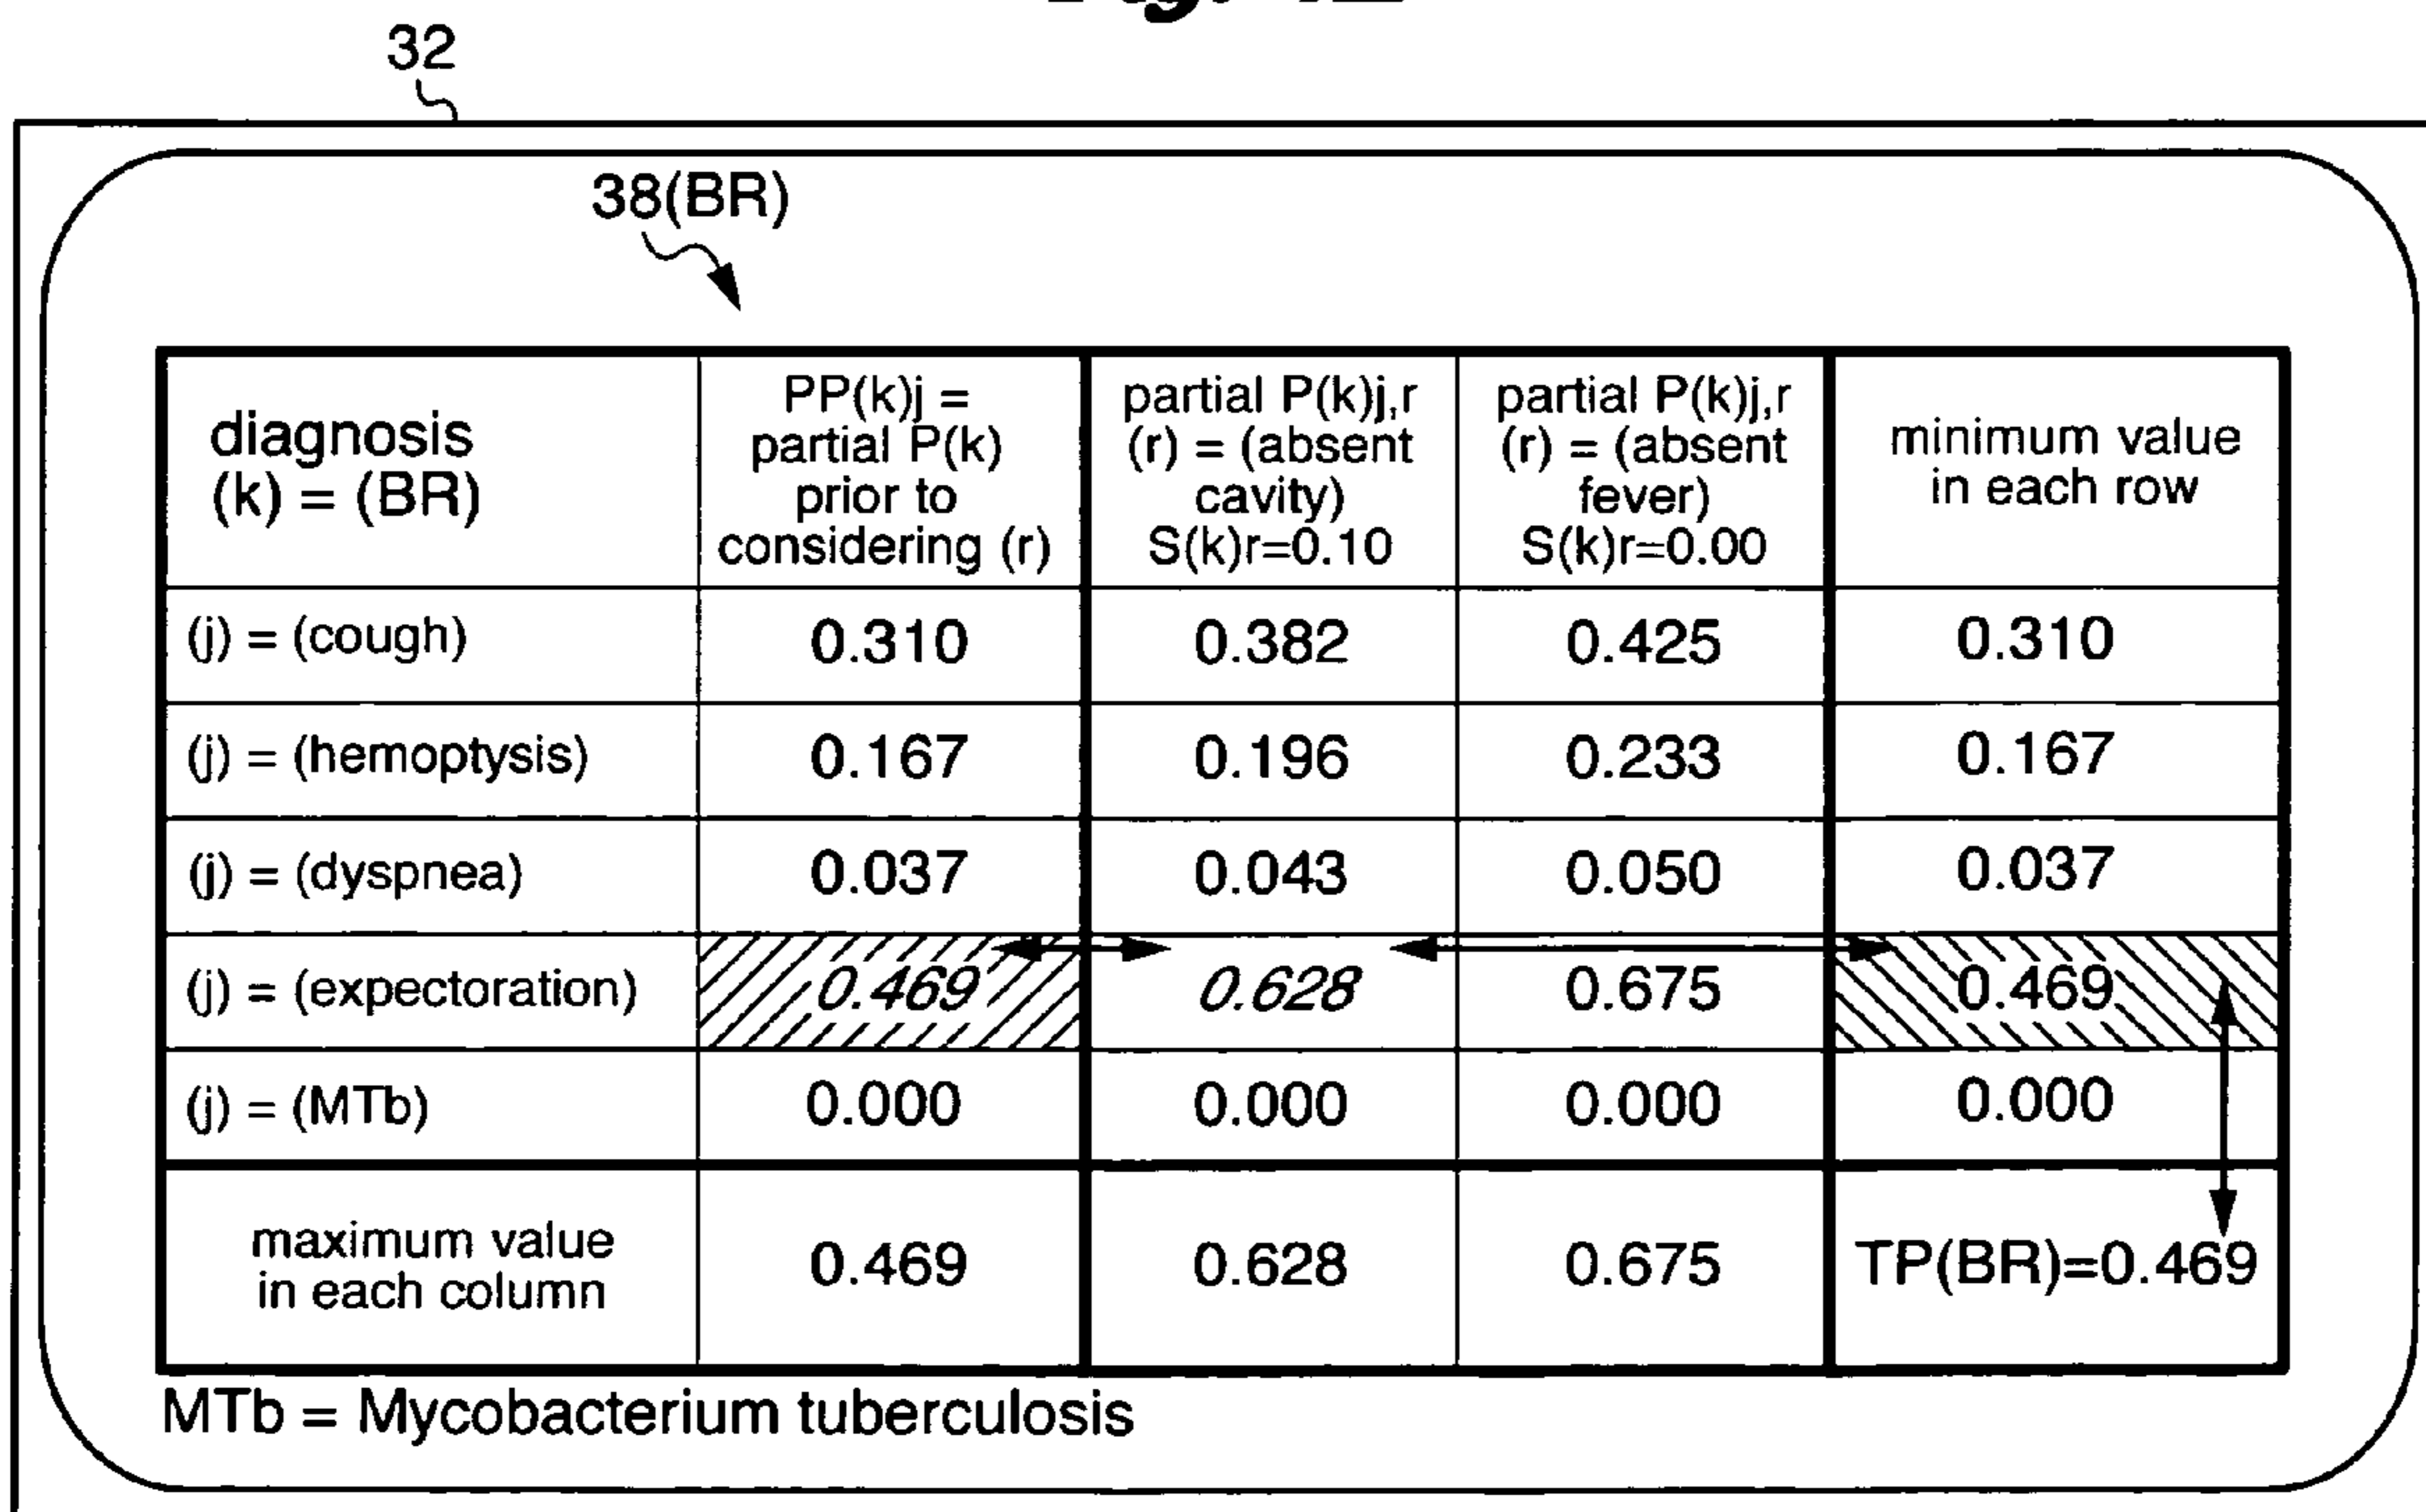 32
38(BR)
diagnosis
(k) = (BR)
PP(k)j =
partial P(k)
prior to
considering (r)
partial P(k)j,r
(r) = (absent
cavity)
S(k)r=0.10
partial P(k)j,r
(r) = (absent
fever)
S(k)r=0.00
minimum value
in each row
(j) = (cough) 0.310 0.382 0.425 0.310
(j) = (hemoptysis) 0.167 0.196 0.233 0.167
(j) = (dyspnea) 0.037 0.043 0.050 0.037
(j) = (expectoration) 0.469 0.628 0.675 0.469
(j) = (MTb) 0.000 0.000 0.000 0.000
maximum value
in each column
0.469 0.628 0.675 TP(BR)=0.469
MTb = Mycobacterium tuberculosis